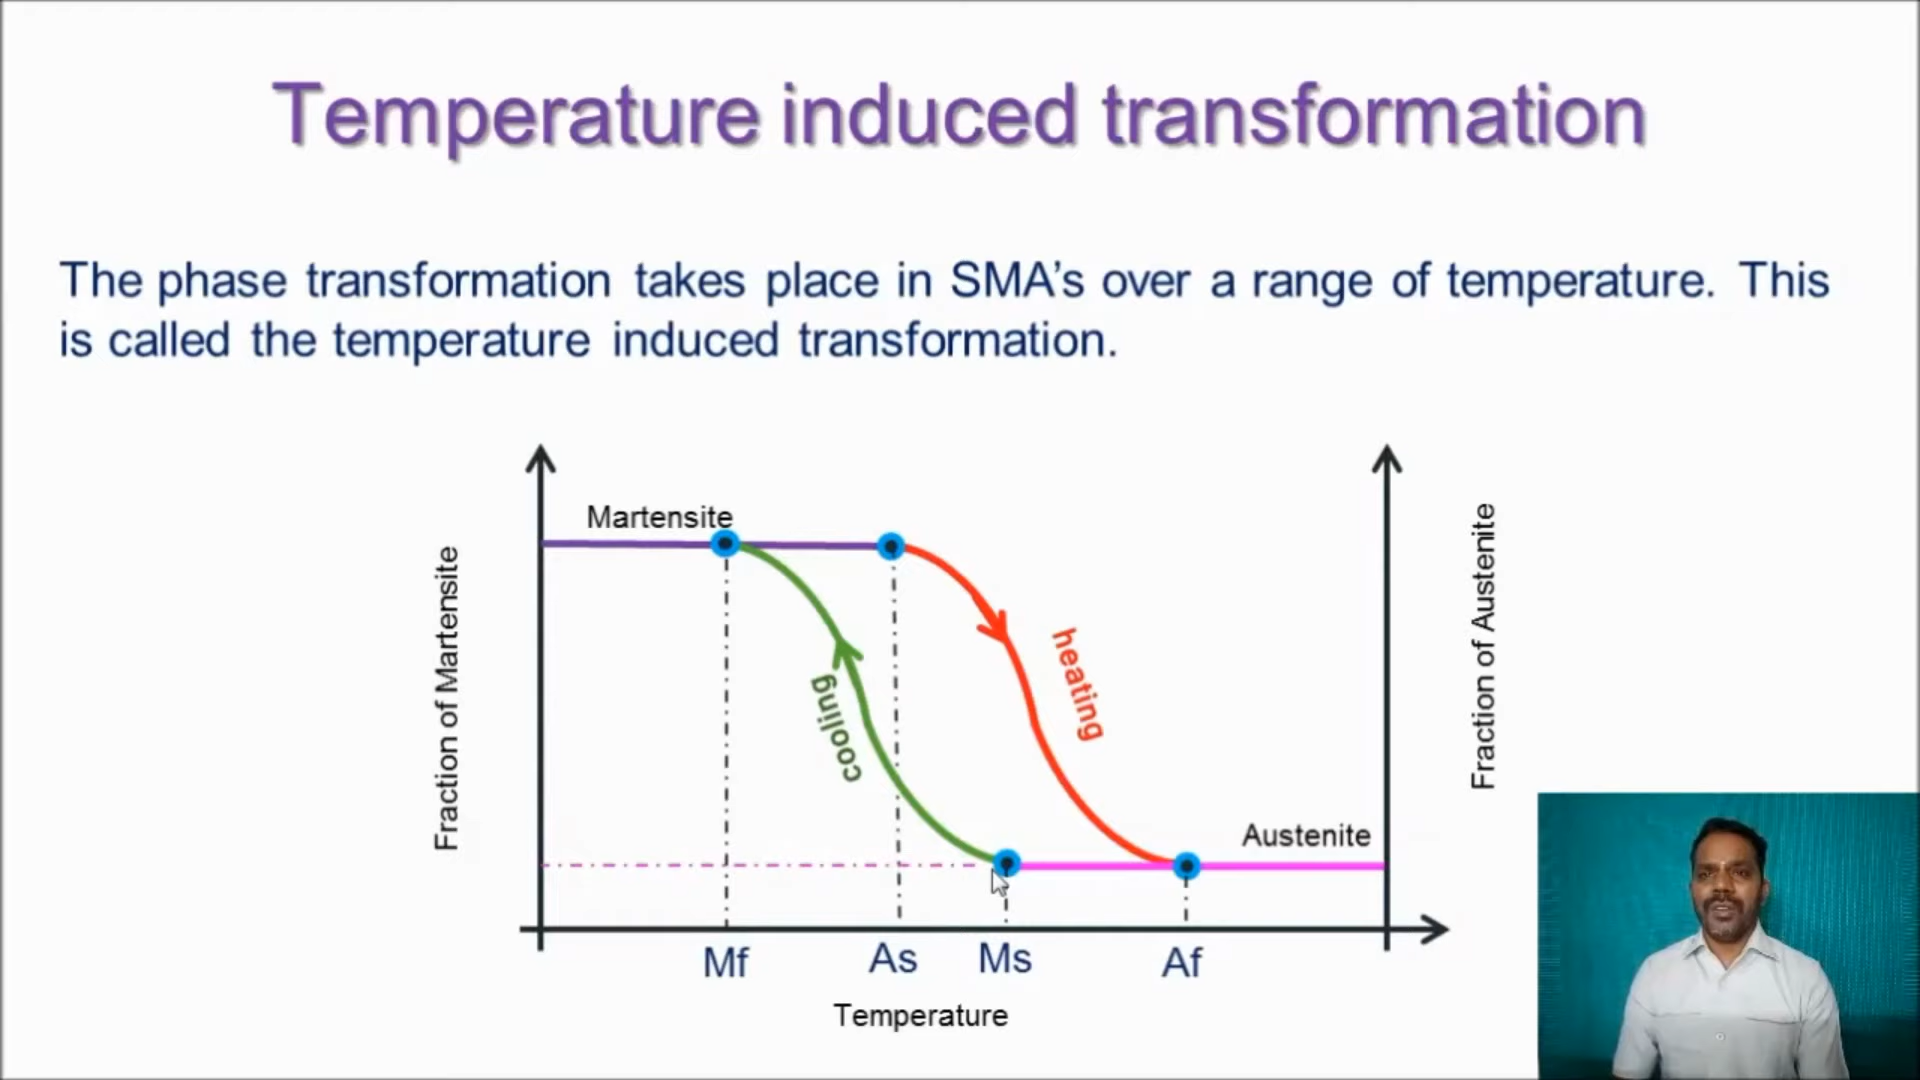 Temperature induced transformation
The phase transformation takes place in SMA's over a range of temperature. This
is called the temperature induced transformation.
Martensite
Fraction of Martensite
cooling
heating
Fraction of Austenite
Austenite
Mf
As
Ms
Af
Temperature